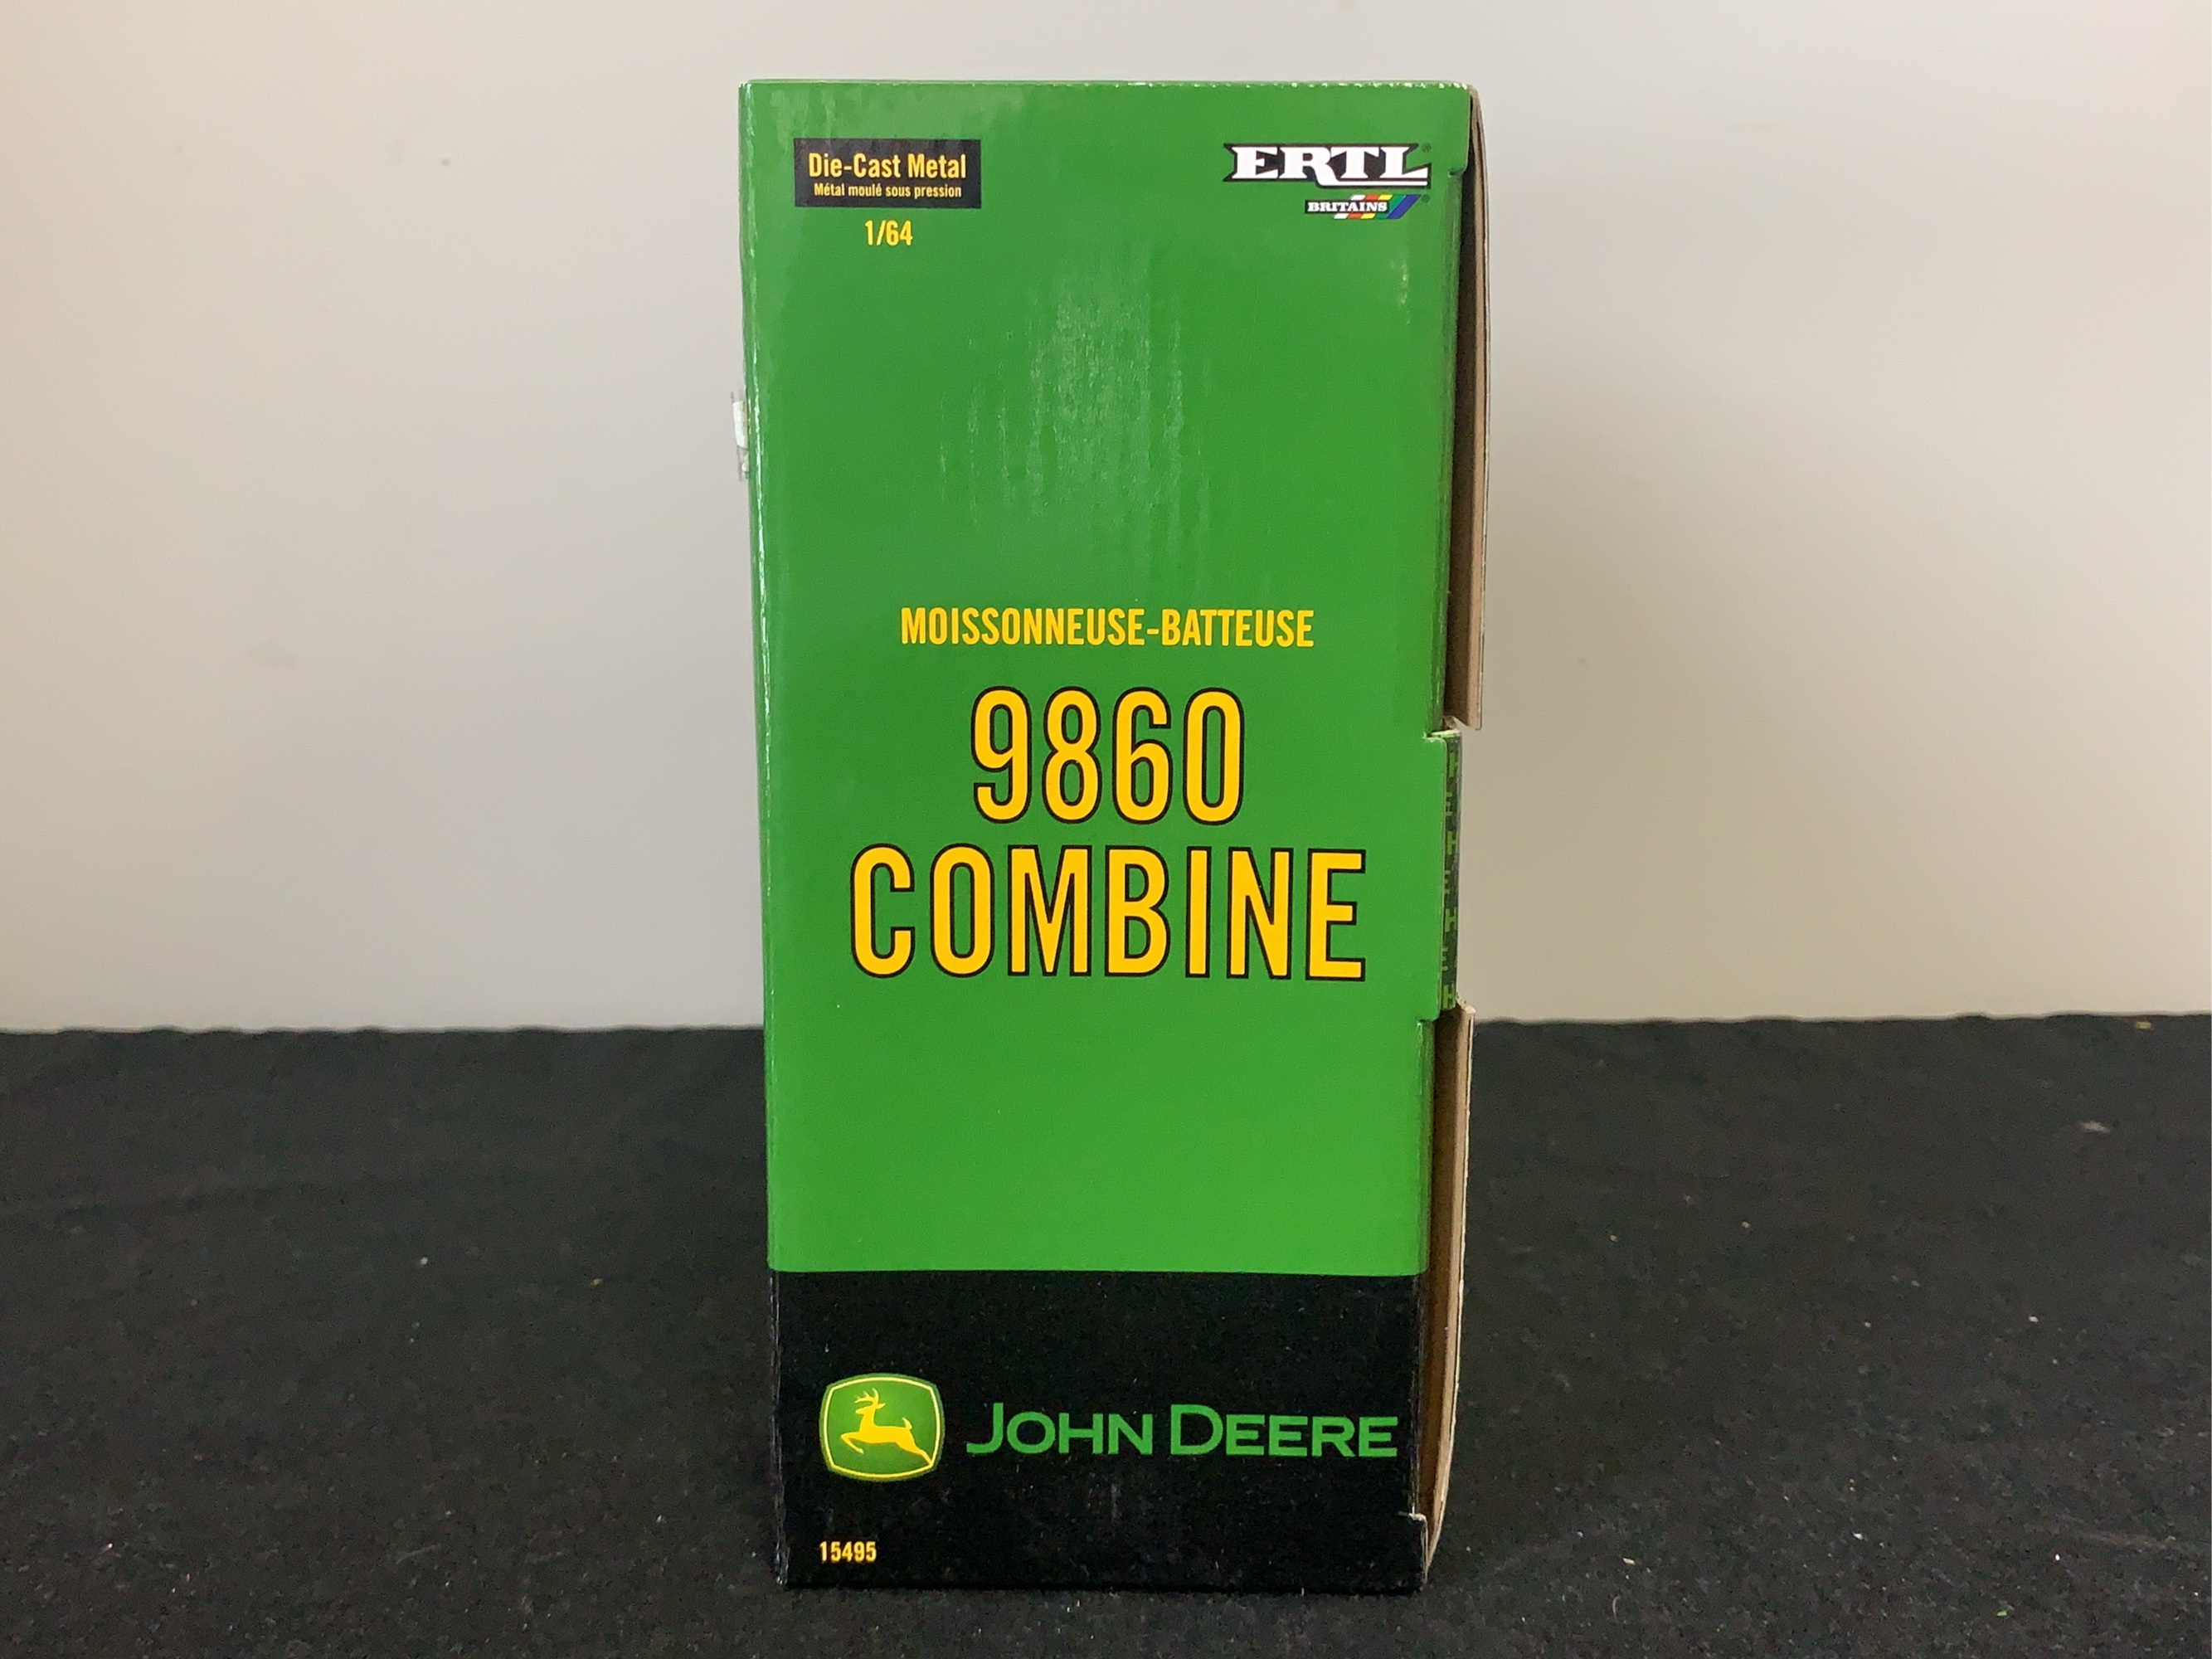 Die-Cast Metal
Métal moulé sous pression
1/64
ERTL®
BRITAINS®
MOISSONNEUSE-BATTEUSE
9860
COMBINE
JOHN DEERE
15495